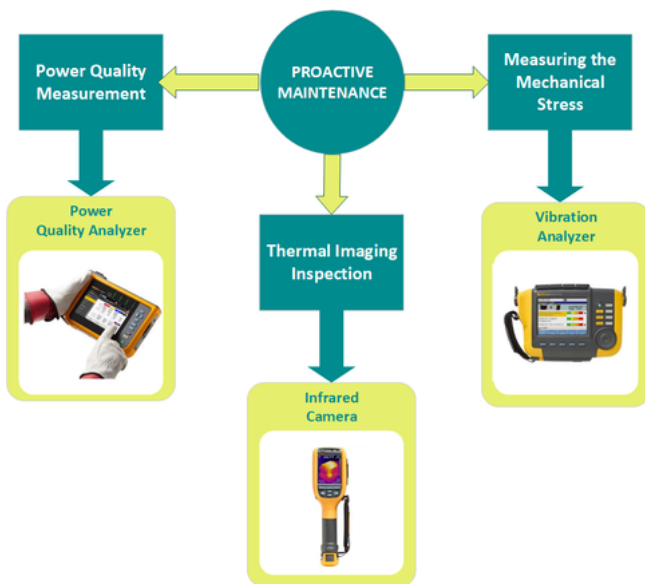 Power Quality
Measurement
PROACTIVE
MAINTENANCE
Measuring the
Mechanical
Stress
Power
Quality Analyzer
Thermal Imaging
Inspection
Vibration
Analyzer
Infrared
Camera